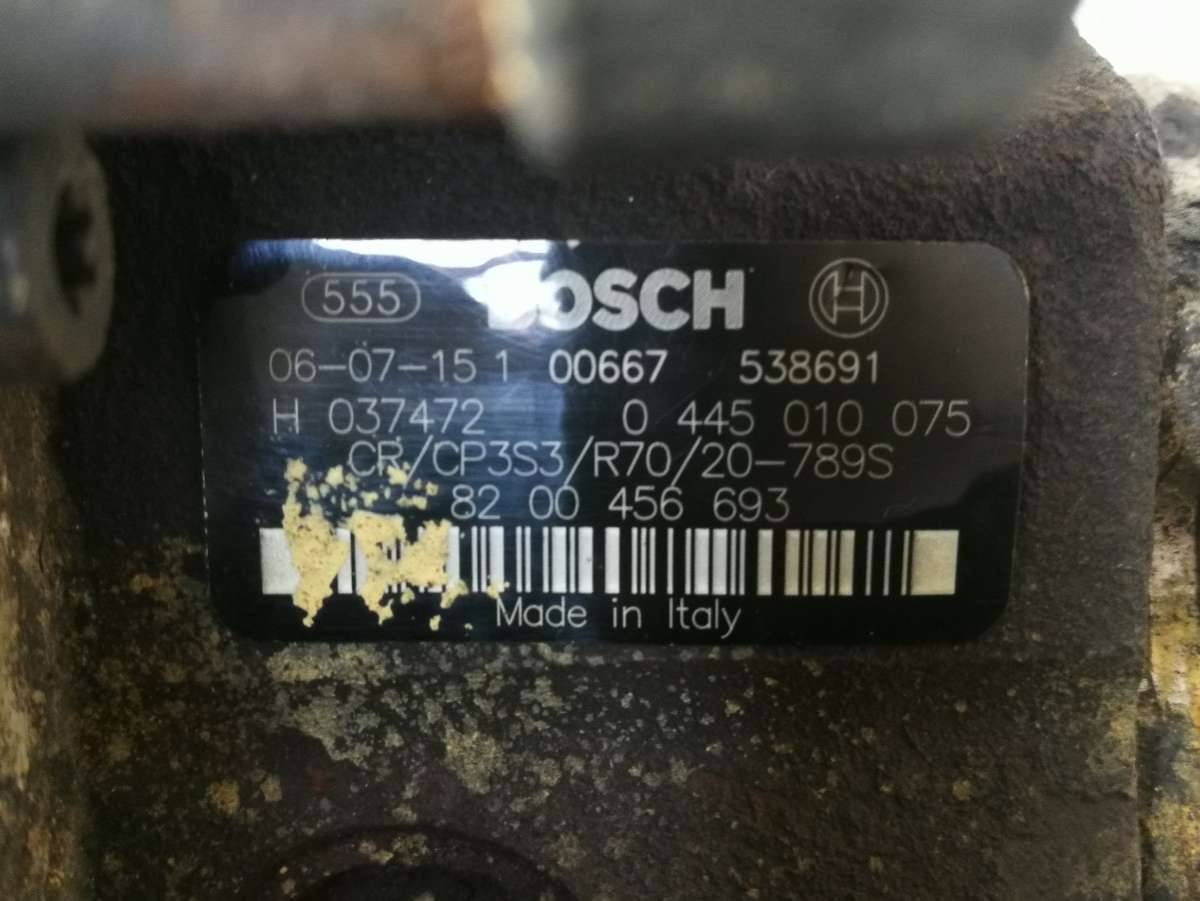 555 BOSCH
06-07-15 1 00667 538691
H 037472 0 445 010 075
CR/CP3S3/R70/20-789S
82 00 456 693
Made in Italy